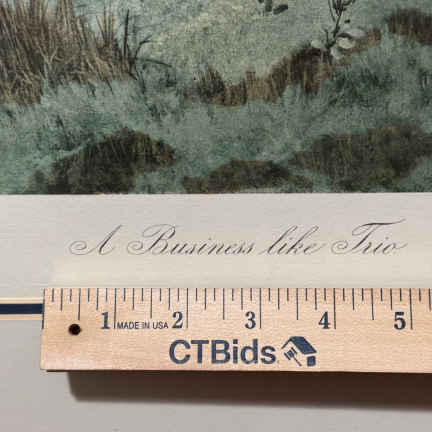 A Business like Trio.
1 MADE IN USA 2 3 4 5
CTBids